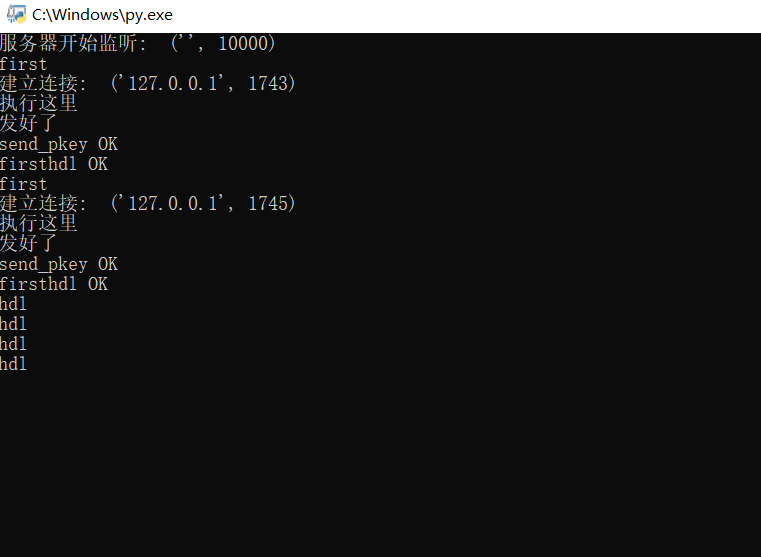 C:\Windows\py.exe
服务器开始监听: ('', 10000)
first
建立连接: ('127.0.0.1', 1743)
执行这里
发好了
send_pkey OK
firsthdl OK
first
建立连接: ('127.0.0.1', 1745)
执行这里
发好了
send_pkey OK
firsthdl OK
hdl
hdl
hdl
hdl